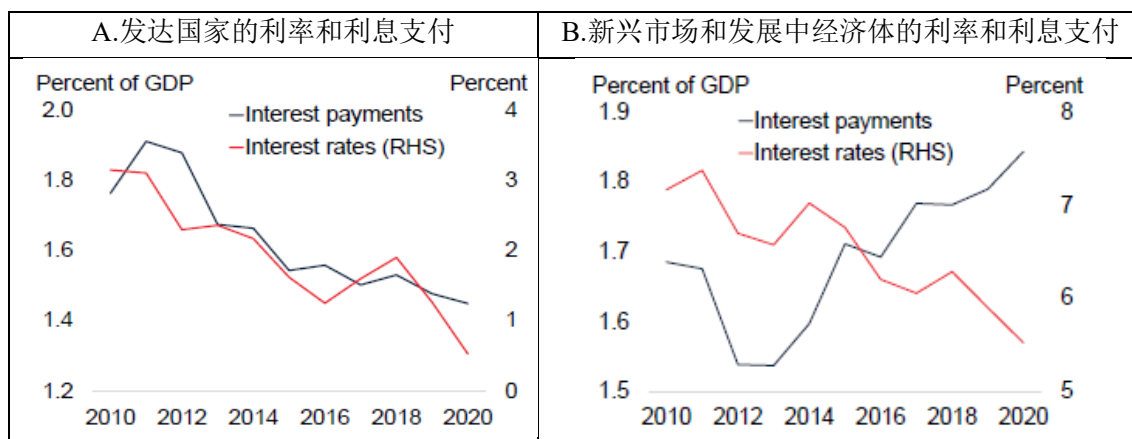 A.发达国家的利率和利息支付
B.新兴市场和发展中经济体的利率和利息支付
Percent of GDP
Percent
2.0
4
Interest payments
Interest rates (RHS)
1.8
3
1.6
2
1.4
1
1.2
0
2010 2012 2014 2016 2018 2020
Percent of GDP
Percent
1.9
8
Interest payments
Interest rates (RHS)
1.8
7
1.7
6
1.6
1.5
5
2010 2012 2014 2016 2018 2020